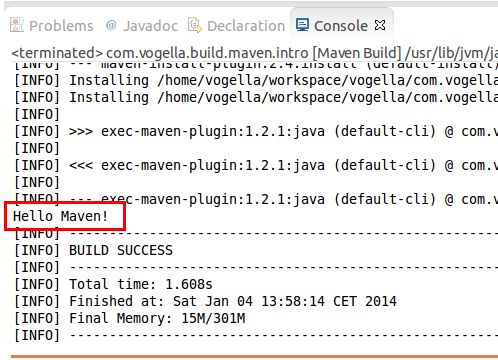 Problems @ Javadoc Declaration Console
<terminated> com.vogella.build.maven.intro [Maven Build] /usr/lib/jvm/ja
[INFO] --- maven-install-plugin:2.4:install (default-install) @
[INFO] Installing /home/vogella/workspace/vogella/com.vogella
[INFO] Installing /home/vogella/workspace/vogella/com.vogella
[INFO]
[INFO] >>> exec-maven-plugin:1.2.1:java (default-cli) @ com.v
[INFO]
[INFO] <<< exec-maven-plugin:1.2.1:java (default-cli) @ com.v
[INFO]
[INFO] --- exec-maven-plugin:1.2.1:java (default-cli) @ com.v
Hello Maven!
[INFO] ------------------------------------------------------
[INFO] BUILD SUCCESS
[INFO] ------------------------------------------------------
[INFO] Total time: 1.608s
[INFO] Finished at: Sat Jan 04 13:58:14 CET 2014
[INFO] Final Memory: 15M/301M
[INFO] ------------------------------------------------------